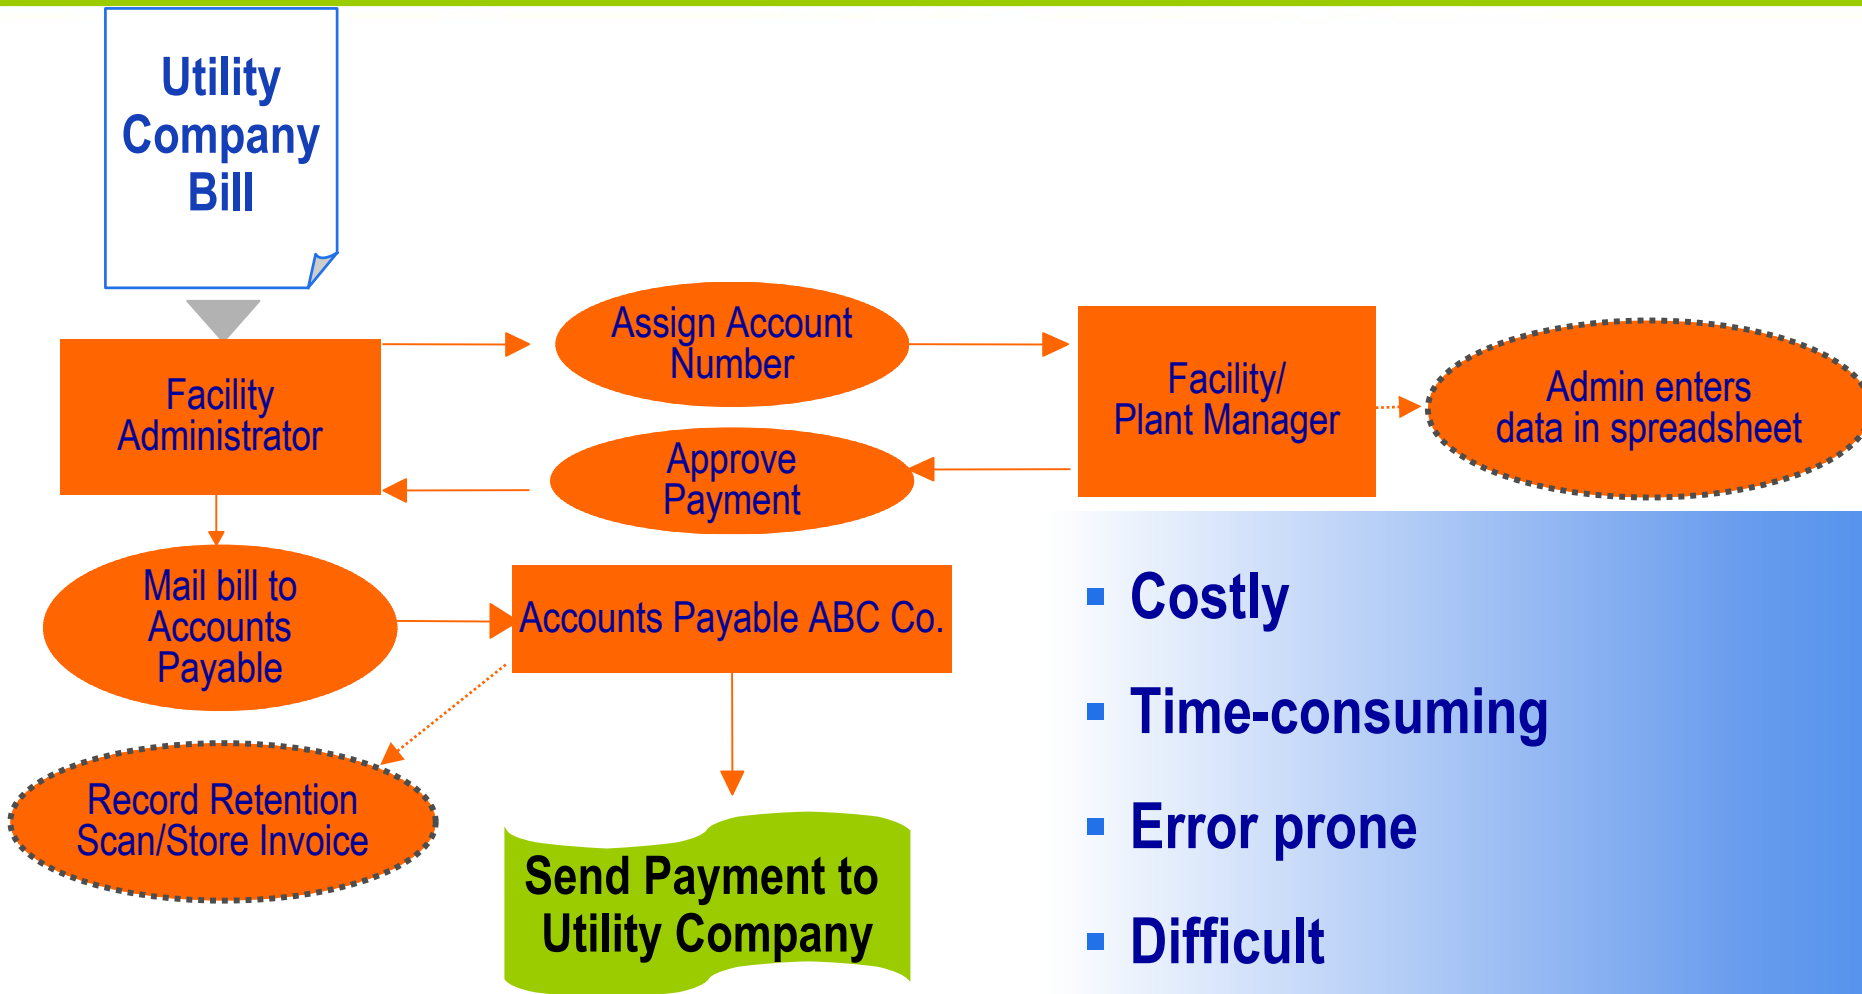 Utility
Company
Bill
Assign Account
Number
Facility
Administrator
Facility/
Plant Manager
Admin enters
data in spreadsheet
Approve
Payment
Mail bill to
Accounts
Payable
Accounts Payable ABC Co.
Record Retention
Scan/Store Invoice
Send Payment to
Utility Company
▪ Costly
▪ Time-consuming
▪ Error prone
▪ Difficult